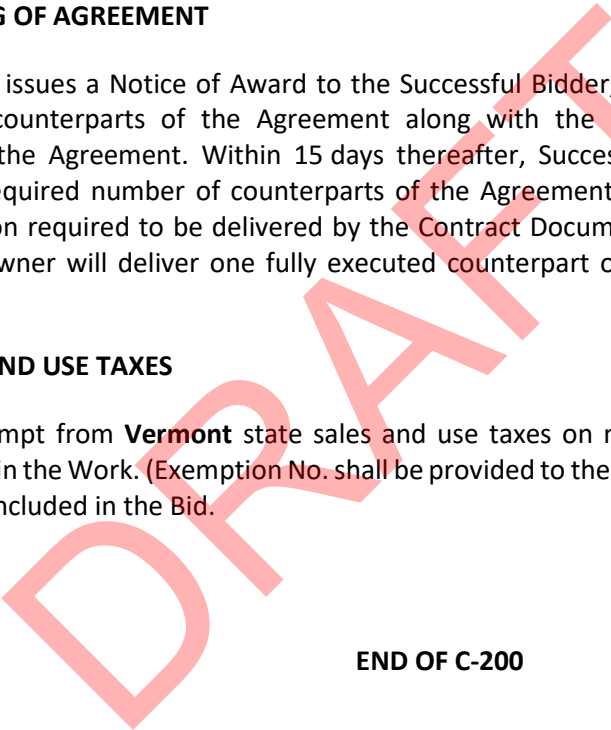 G OF AGREEMENT
issues a Notice of Award to the Successful Bidder,
counterparts of the Agreement along with the
the Agreement. Within 15 days thereafter, Succes
equired number of counterparts of the Agreement
on required to be delivered by the Contract Docum
wner will deliver one fully executed counterpart o
ND USE TAXES
mpt from Vermont state sales and use taxes on m
in the Work. (Exemption No. shall be provided to the
ncluded in the Bid.
END OF C-200
DRAFT